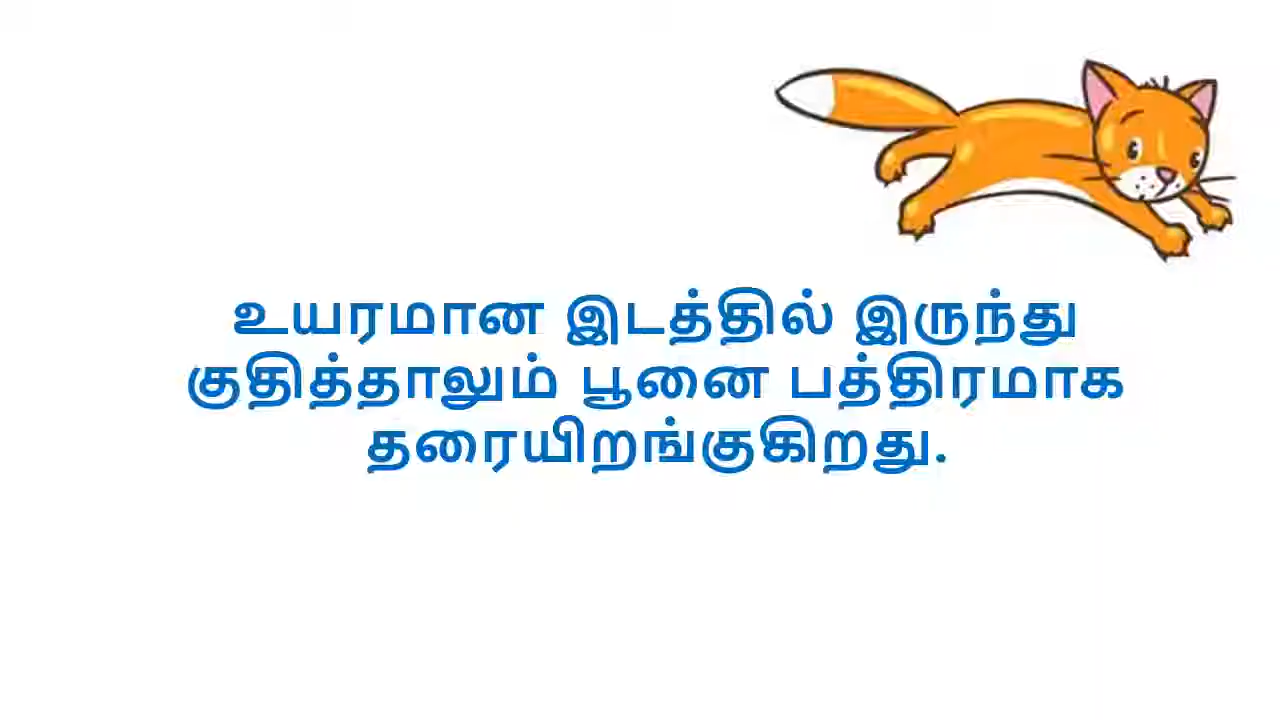 உயரமான இடத்தில் இருந்து
குதித்தாலும் பூனை பத்திரமாக
தரையிறங்குகிறது.